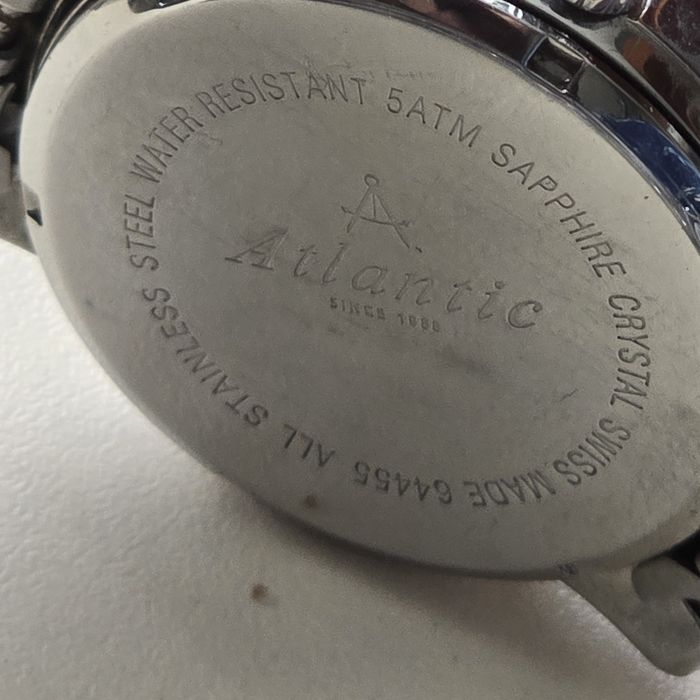 Atlantic
SINCE 1888
ALL STAINLESS STEEL WATER RESISTANT 5ATM SAPPHIRE CRYSTAL SWISS MADE 64455